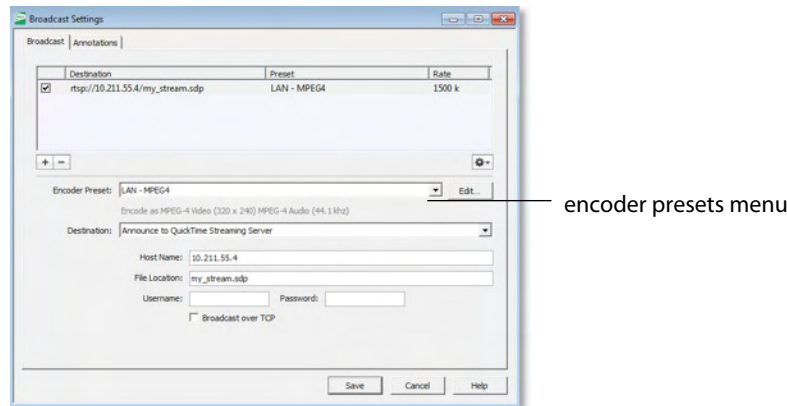 Broadcast Settings
Broadcast Annotations
Destination Preset Rate
rtsp://10.211.55.4/my_stream.sdp LAN - MPEG4 1500 k
+ −
Encoder Preset: LAN - MPEG4 Edit...
encoder presets menu
Encode as MPEG-4 Video (320 x 240) MPEG-4 Audio (44.1 khz)
Destination: Announce to QuickTime Streaming Server
Host Name: 10.211.55.4
File Location: my_stream.sdp
Username: Password:
Broadcast over TCP
Save Cancel Help